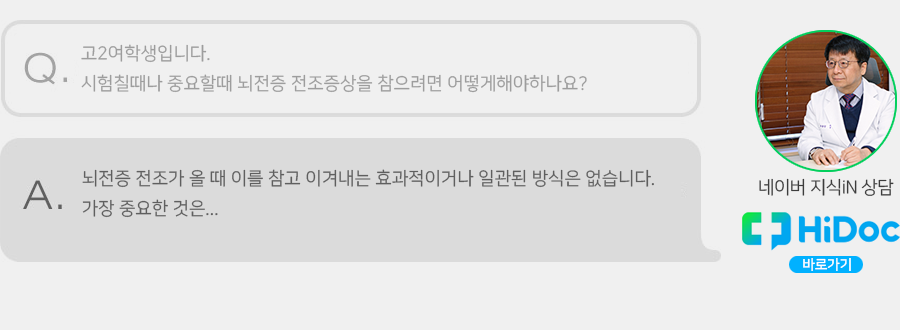 Q.
고2여학생입니다.
시험칠때나 중요할때 뇌전증 전조증상을 참으려면 어떻게해야하나요?
A.
뇌전증 전조가 올 때 이를 참고 이겨내는 효과적이거나 일관된 방식은 없습니다.
가장 중요한 것은...
네이버 지식iN 상담
HiDoc
바로가기